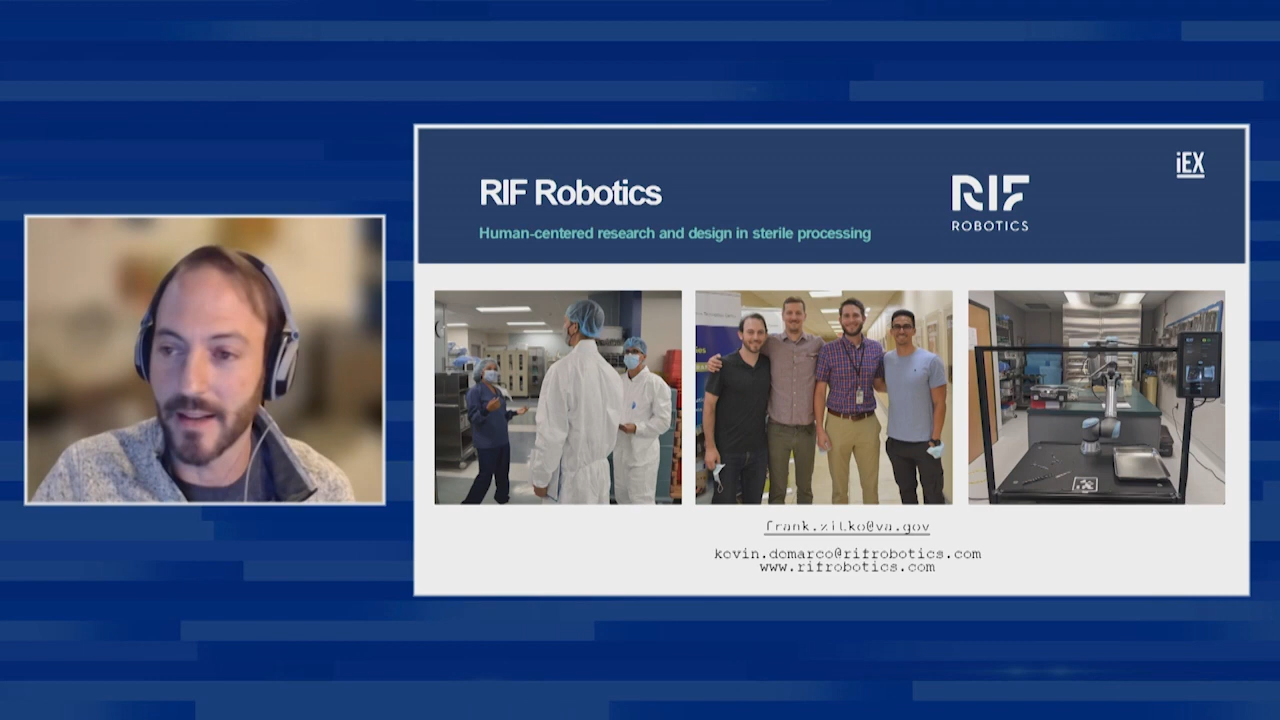 iEX
RIF Robotics
RIF
ROBOTICS
Human-centered research and design in sterile processing
frank.zitko@va.gov
kevin.demarco@rifrobotics.com
www.rifrobotics.com